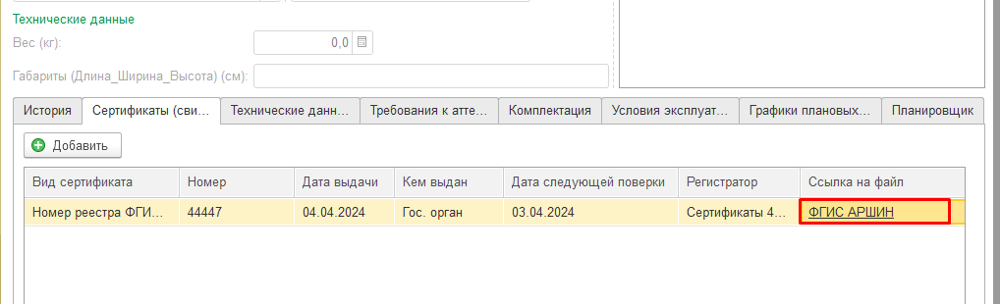 Технические данные
Вес (кг): 0,0
Габариты (Длина_Ширина_Высота) (см):
История Сертификаты (сви... Технические данн... Требования к атте... Комплектация Условия эксплуат... Графики плановых... Планировщик
Добавить
Вид сертификата Номер Дата выдачи Кем выдан Дата следующей поверки Регистратор Ссылка на файл
Номер реестра ФГИ... 44447 04.04.2024 Гос. орган 03.04.2024 Сертификаты 4... ФГИС АРШИН